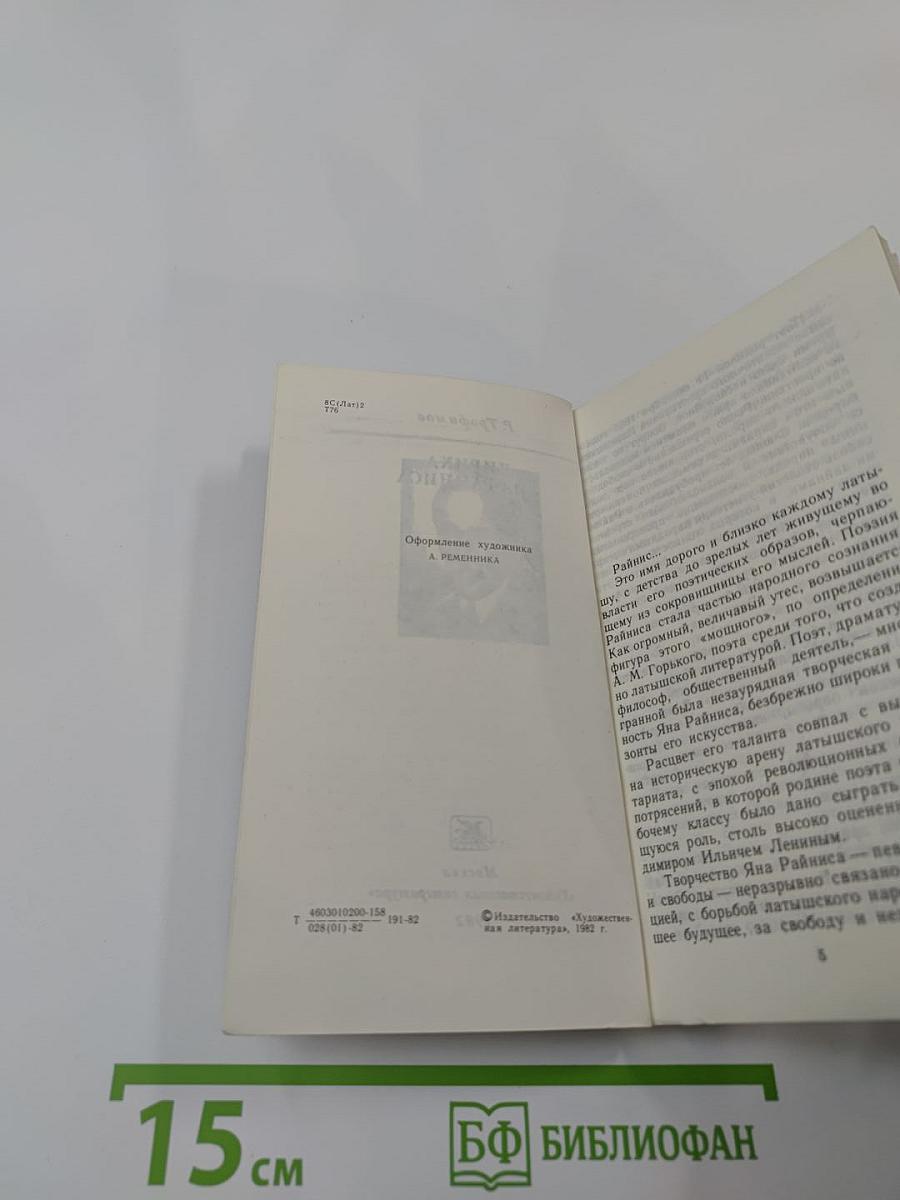 8С(Лат)2
Т76
Оформление художника
А. РЕМЕННИКА
Т 4603010200-158 191-82
028(01)-82
© Издательство «Художествен-
ная литература», 1982 г.
Райнис...
Это имя дорого и близко каждому латы-
шу, с детства до зрелых лет живущему во
власти его поэтических образов, черпаю-
щему из сокровищницы его мыслей. Поэзия
Райниса стала частью народного сознания
Как огромный, величавый утес, возвышаетс
фигура этого «мощного», по определени
А. М. Горького, поэта среди того, что созд
но латышской литературой. Поэт, драмату
философ, общественный деятель,— мно
гранной была незаурядная творческая
ность Яна Райниса, безбрежно широки
зонты его искусства.
Расцвет его таланта совпал с вы
на историческую арену латышского
тариата, с эпохой революционных
потрясений, в которой родине поэта
бочему классу было дано сыграть
щуюся роль, столь высоко оцененн
димиром Ильичем Лениным.
Творчество Яна Райниса — пев
и свободы — неразрывно связано
цией, с борьбой латышского наро
шее будущее, за свободу и
5
15 см
БФ БИБЛИОФАН